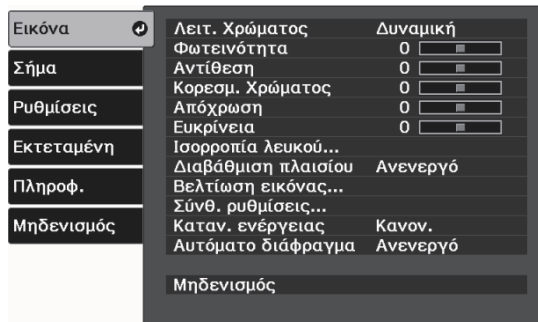 Εικόνα
Σήμα
Ρυθμίσεις
Εκτεταμένη
Πληροφ.
Μηδενισμός
Λειτ. Χρώματος Δυναμική
Φωτεινότητα 0
Αντίθεση 0
Κορεσμ. Χρώματος 0
Απόχρωση 0
Ευκρίνεια 0
Ισορροπία λευκού...
Διαβάθμιση πλαισίου Ανενεργό
Βελτίωση εικόνας...
Σύνθ. ρυθμίσεις...
Καταν. ενέργειας Κανον.
Αυτόματο διάφραγμα Ανενεργό
Μηδενισμός